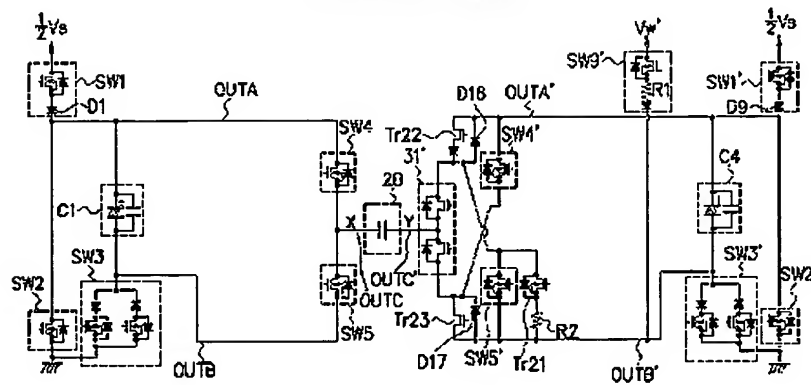 ½Vs
SW1
D1
OUTA
C1
SW3
SW2
OUTB
SW4
20
X
Y
OUTC
OUTC'
SW5
31'
Tr22
D16
OUTA'
SW4'
Tr23
D17
SW5'
Tr21
R2
OUTB'
Vw'
SW9'
R1
½Vs
SW1'
D9
C4
SW3'
SW2'